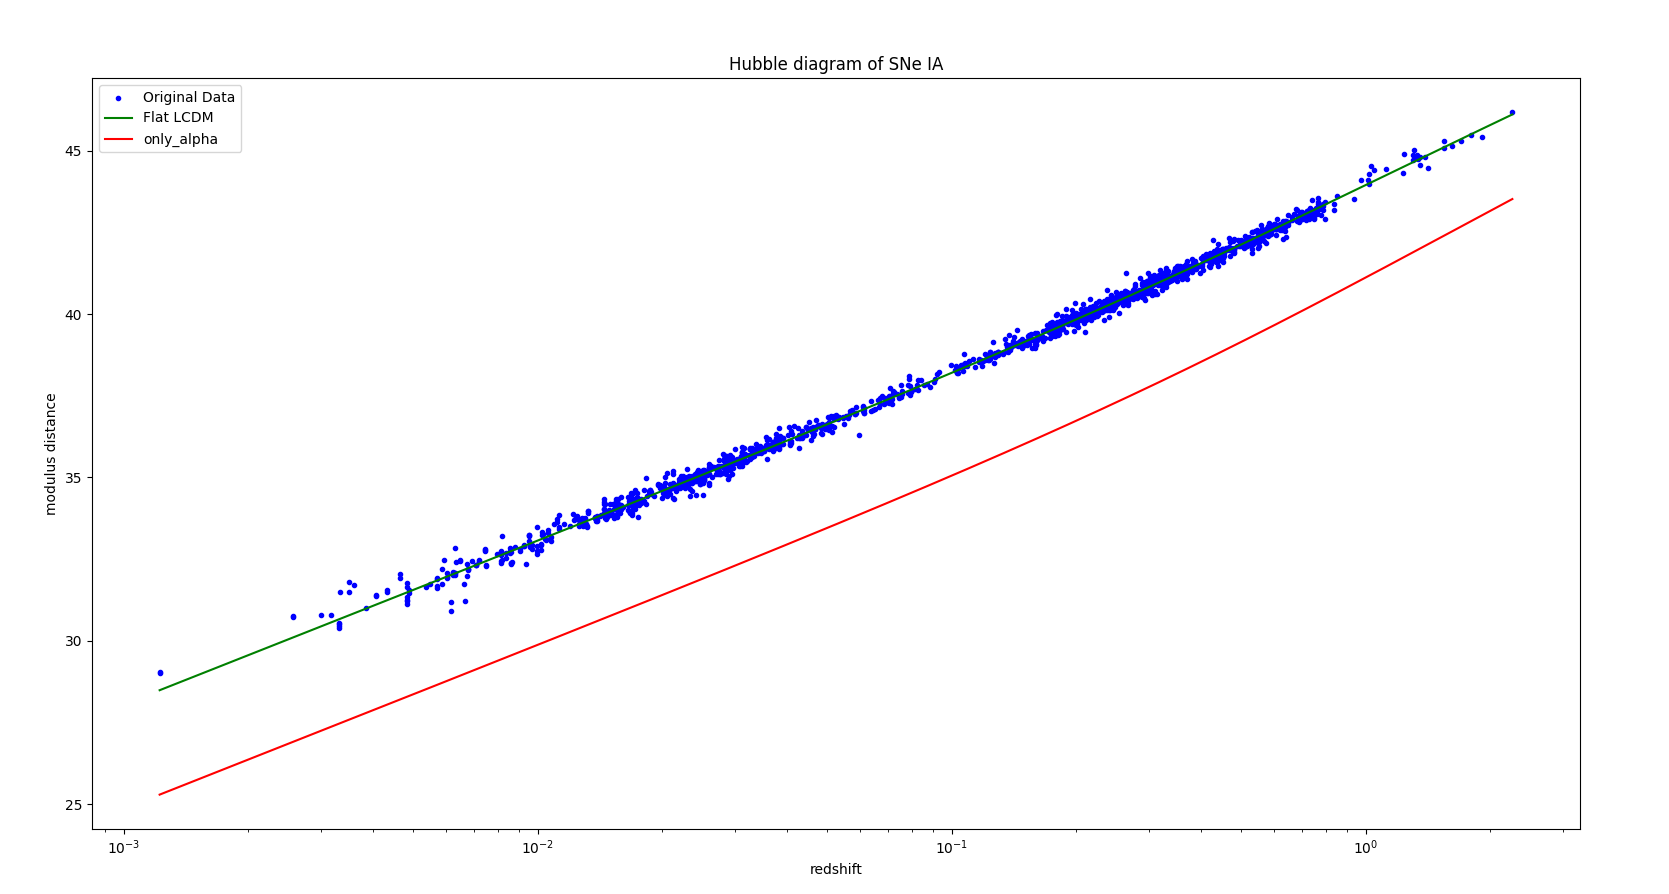 Hubble diagram of SNe IA
Original Data
Flat LCDM
only_alpha
45
40
35
30
25
modulus distance
10⁻³
10⁻²
10⁻¹
10⁰
redshift